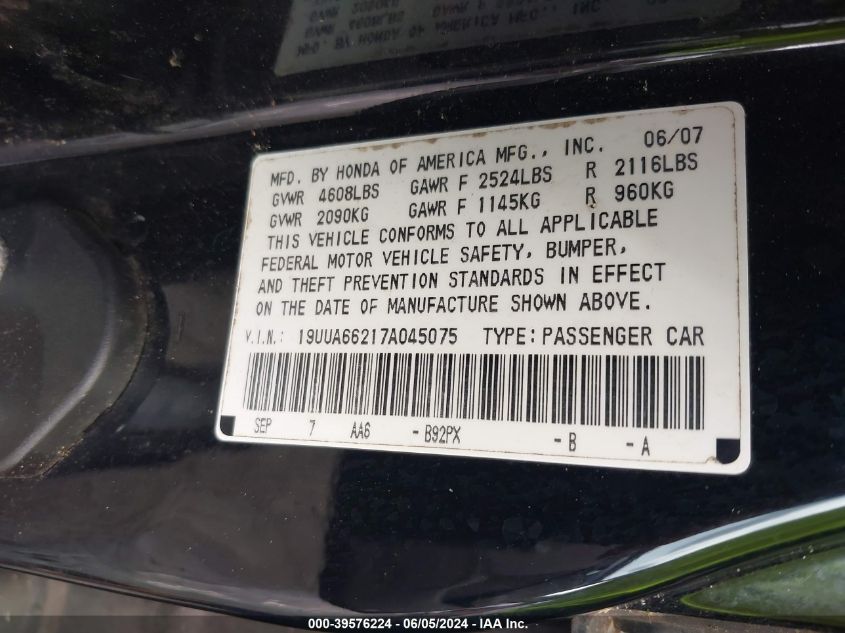 MFD. BY HONDA OF AMERICA MFG., INC. 06/07
GVWR 4608LBS GAWR F 2524LBS R 2116LBS
GVWR 2090KG GAWR F 1145KG R 960KG
THIS VEHICLE CONFORMS TO ALL APPLICABLE
FEDERAL MOTOR VEHICLE SAFETY, BUMPER,
AND THEFT PREVENTION STANDARDS IN EFFECT
ON THE DATE OF MANUFACTURE SHOWN ABOVE.
V.I.N.: 19UUA66217A045075 TYPE:PASSENGER CAR
SEP 7 AA6 -B92PX -B -A
000-39576224 - 06/05/2024 - IAA Inc.